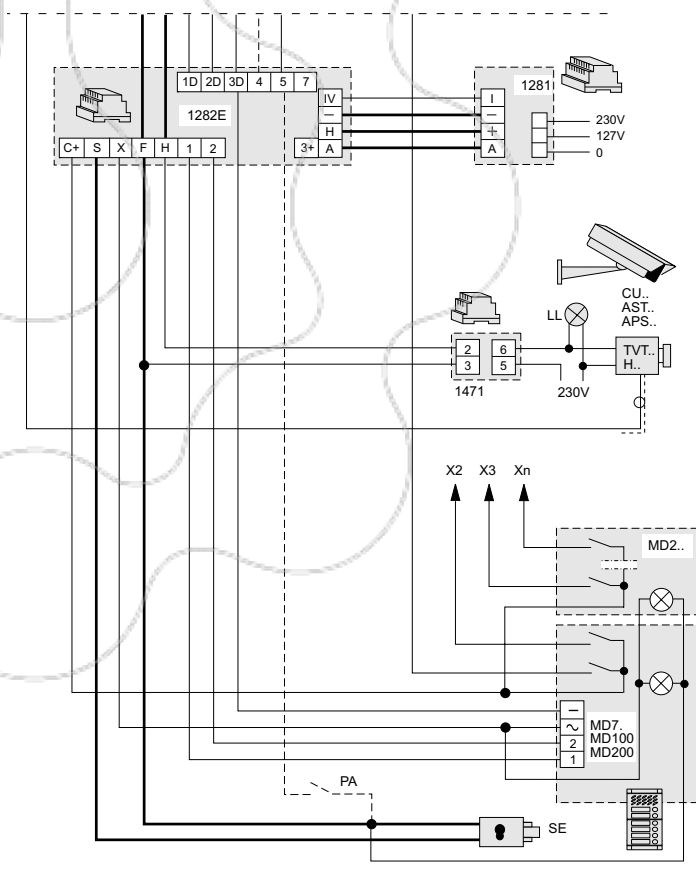 1D 2D 3D 4 5 7
1281
IV
I
1282E
–
–
230V
H
+
127V
C+ S X F H 1 2
3+ A
A
0
CU..
AST..
APS..
LL
2 6
TVT..
3 5
H..
1471
230V
X2 X3 Xn
MD2..
–
~
MD7.
2
MD100
1
MD200
PA
SE